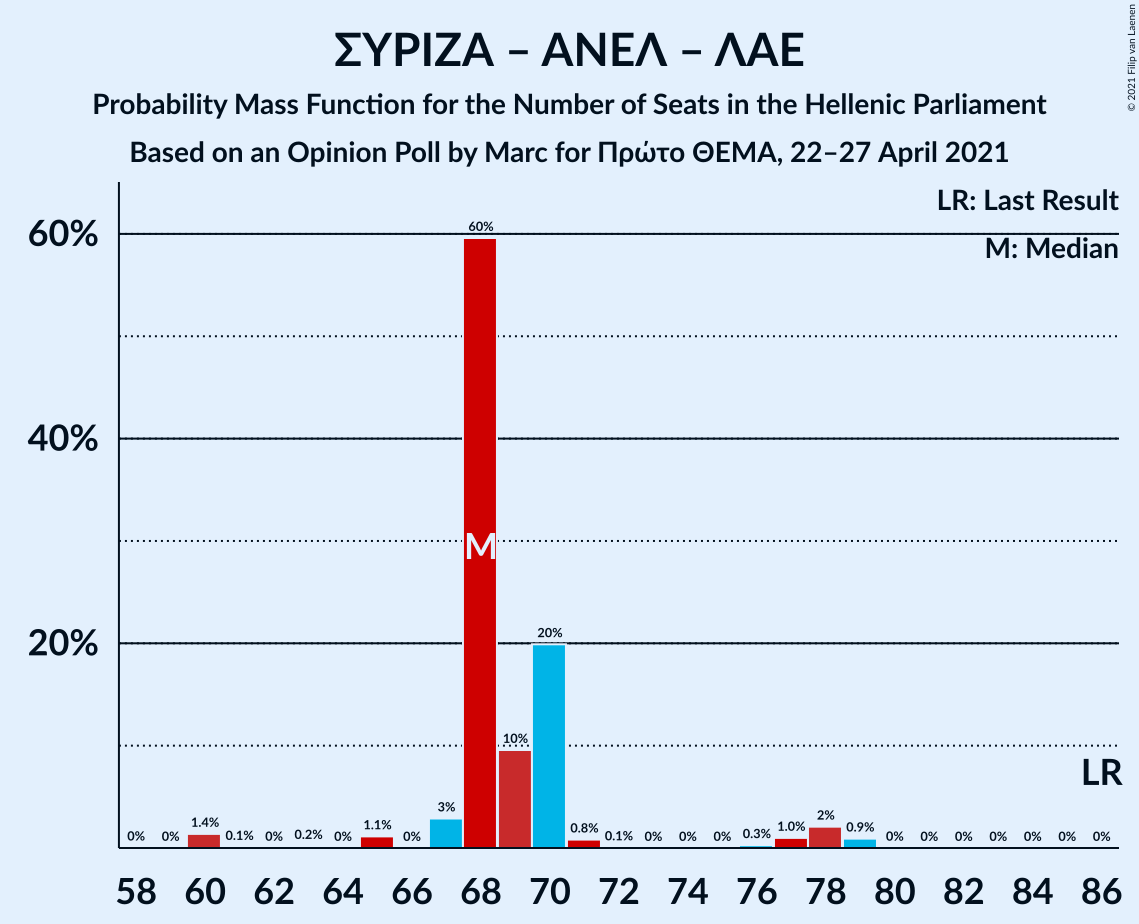 ΣΥΡΙΖΑ – ΑΝΕΛ – ΛΑΕ
Probability Mass Function for the Number of Seats in the Hellenic Parliament
Based on an Opinion Poll by Marc for Πρώτο ΘΕΜΑ, 22–27 April 2021
© 2021 Filip van Laenen
LR: Last Result
M: Median
60%
40%
20%
M
LR
0% 0% 1.4% 0.1% 0% 0.2% 0% 1.1% 0% 3% 60% 10% 20% 0.8% 0.1% 0% 0% 0% 0.3% 1.0% 2% 0.9% 0% 0% 0% 0% 0% 0% 0%
58 60 62 64 66 68 70 72 74 76 78 80 82 84 86